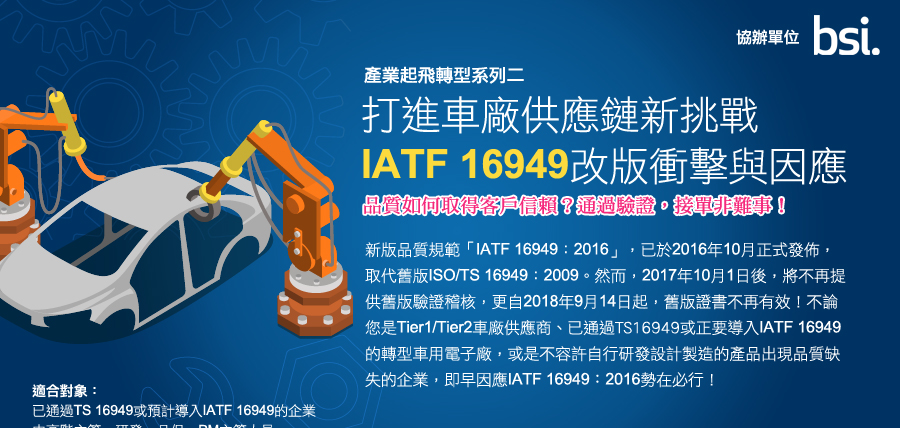 協辦單位 bsi.
產業起飛轉型系列二
打進車廠供應鏈新挑戰
IATF 16949改版衝擊與因應
品質如何取得客戶信賴？通過驗證，接單非難事！
新版品質規範「IATF 16949：2016」，已於2016年10月正式發佈，
取代舊版ISO/TS 16949：2009。然而，2017年10月1日後，將不再提
供舊版驗證稽核，更自2018年9月14日起，舊版證書不再有效！不論
您是Tier1/Tier2車廠供應商、已通過TS16949或正要導入IATF 16949
的轉型車用電子廠，或是不容許自行研發設計製造的產品出現品質缺
失的企業，即早因應IATF 16949：2016勢在必行！
適合對象：
已通過TS 16949或預計導入IATF 16949的企業